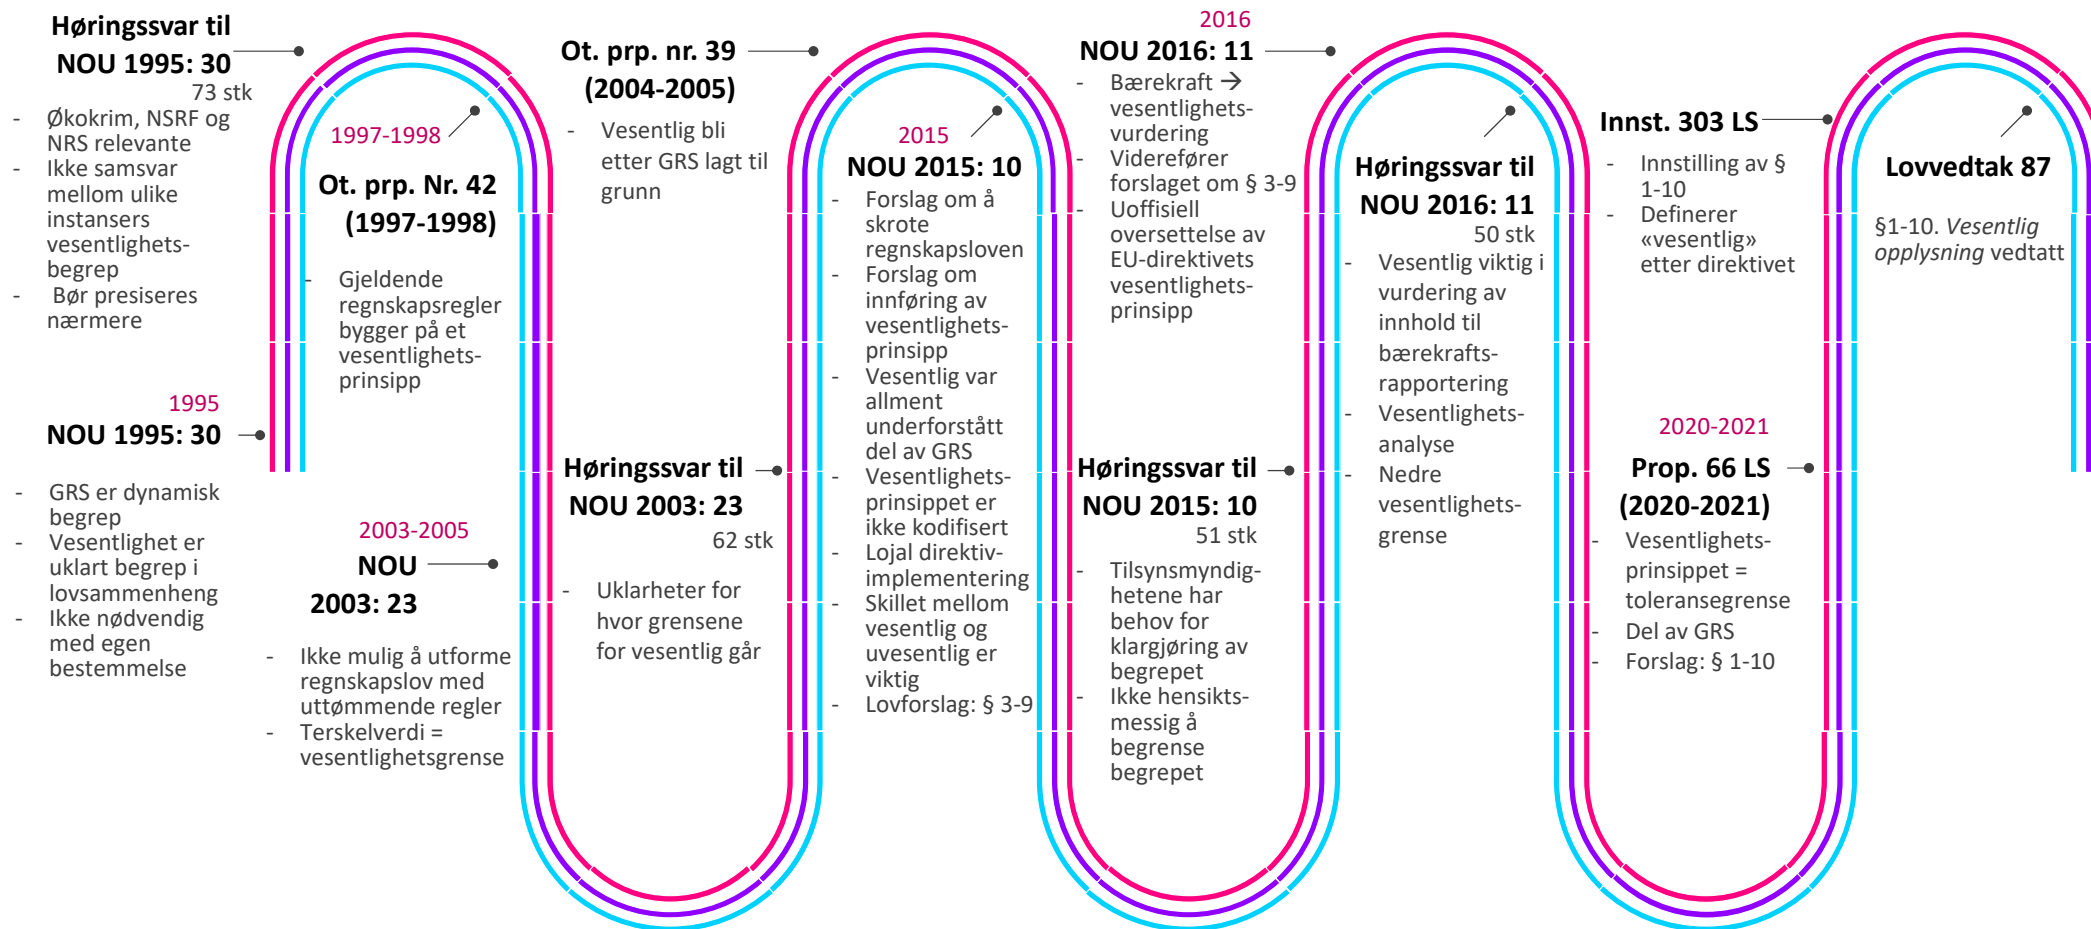 Høringssvar til
NOU 1995: 30
73 stk
- Økokrim, NSRF og
NRS relevante
- Ikke samsvar
mellom ulike
instansers
vesentlighets-
begrep
- Bør presiseres
nærmere
1995
NOU 1995: 30
- GRS er dynamisk
begrep
- Vesentlighet er
uklart begrep i
lovsammenheng
- Ikke nødvendig
med egen
bestemmelse
1997-1998
Ot. prp. Nr. 42
(1997-1998)
- Gjeldende
regnskapsregler
bygger på et
vesentlighets-
prinsipp
2003-2005
NOU
2003: 23
- Ikke mulig å utforme
regnskapslov med
uttømmende regler
- Terskelverdi =
vesentlighetsgrense
Ot. prp. nr. 39
(2004-2005)
- Vesentlig bli
etter GRS lagt til
grunn
Høringssvar til
NOU 2003: 23
62 stk
- Uklarheter for
hvor grensene
for vesentlig går
2015
NOU 2015: 10
- Forslag om å
skrote
regnskapsloven
- Forslag om
innføring av
vesentlighets-
prinsipp
- Vesentlig var
allment
underforstått
del av GRS
- Vesentlighets-
prinsippet er
ikke kodifisert
- Lojal direktiv-
implementering
- Skillet mellom
vesentlig og
uvesentlig er
viktig
- Lovforslag: § 3-9
2016
NOU 2016: 11
- Bærekraft →
vesentlighets-
vurdering
- Viderefører
forslaget om § 3-9
- Uoffisiell
oversettelse av
EU-direktivets
vesentlighets-
prinsipp
Høringssvar til
NOU 2015: 10
51 stk
- Tilsynsmyndig-
hetene har
behov for
klargjøring av
begrepet
- Ikke hensikts-
messig å
begrense
begrepet
Høringssvar til
NOU 2016: 11
50 stk
- Vesentlig viktig i
vurdering av
innhold til
bærekrafts-
rapportering
- Vesentlighets-
analyse
- Nedre
vesentlighets-
grense
Innst. 303 LS
- Innstilling av §
1-10
- Definerer
«vesentlig»
etter direktivet
2020-2021
Prop. 66 LS
(2020-2021)
- Vesentlighets-
prinsippet =
toleransegrense
- Del av GRS
- Forslag: § 1-10
Lovvedtak 87
§1-10. Vesentlig
opplysning vedtatt